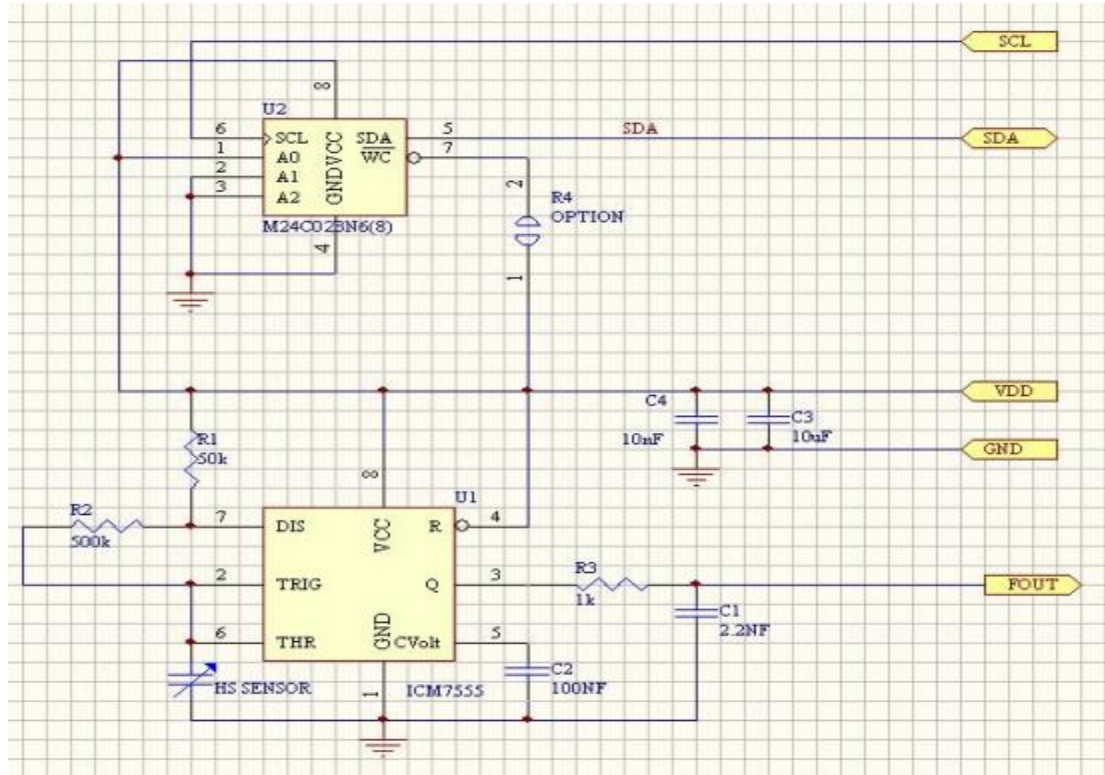 SCL
8
U2
6
SCL
SDA
5
SDA
SDA
1
A0
VCC
WC
7
2
A1
3
A2
GND
2
R4
OPTION
M24C02BN6(8)
4
1
VDD
C4
C3
10nF
10uF
GND
R1
50k
8
U1
R2
500k
7
DIS
VCC
R
4
2
TRIG
Q
3
R3
1k
FOUT
C1
2.2NF
6
THR
GND
CVolt
5
C2
100NF
HS SENSOR
1
ICM7555